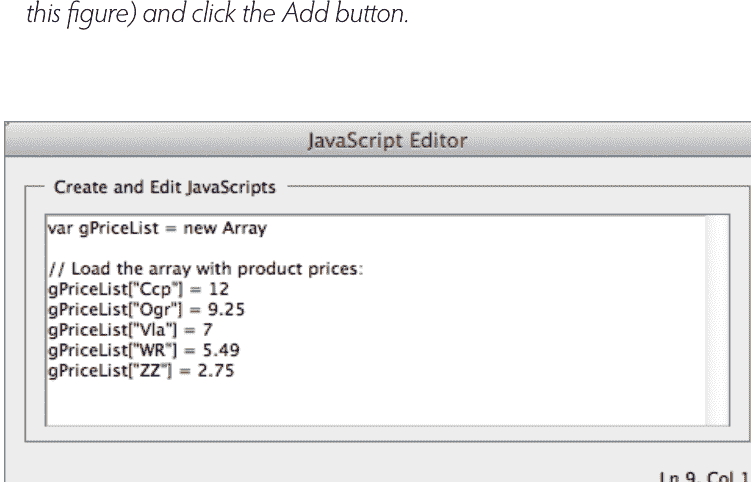 this figure) and click the Add button.
JavaScript Editor
Create and Edit JavaScripts
var gPriceList = new Array
// Load the array with product prices:
gPriceList["Ccp"] = 12
gPriceList["Ogr"] = 9.25
gPriceList["Vla"] = 7
gPriceList["WR"] = 5.49
gPriceList["ZZ"] = 2.75
Ln 9, Col 1